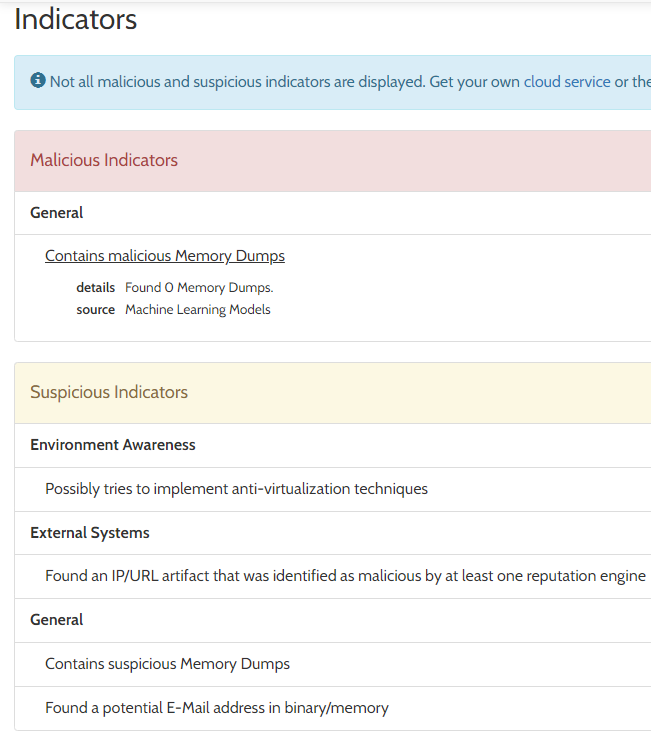 Indicators
Not all malicious and suspicious indicators are displayed. Get your own cloud service or the
Malicious Indicators
General
Contains malicious Memory Dumps
details Found 0 Memory Dumps.
source Machine Learning Models
Suspicious Indicators
Environment Awareness
Possibly tries to implement anti-virtualization techniques
External Systems
Found an IP/URL artifact that was identified as malicious by at least one reputation engine
General
Contains suspicious Memory Dumps
Found a potential E-Mail address in binary/memory